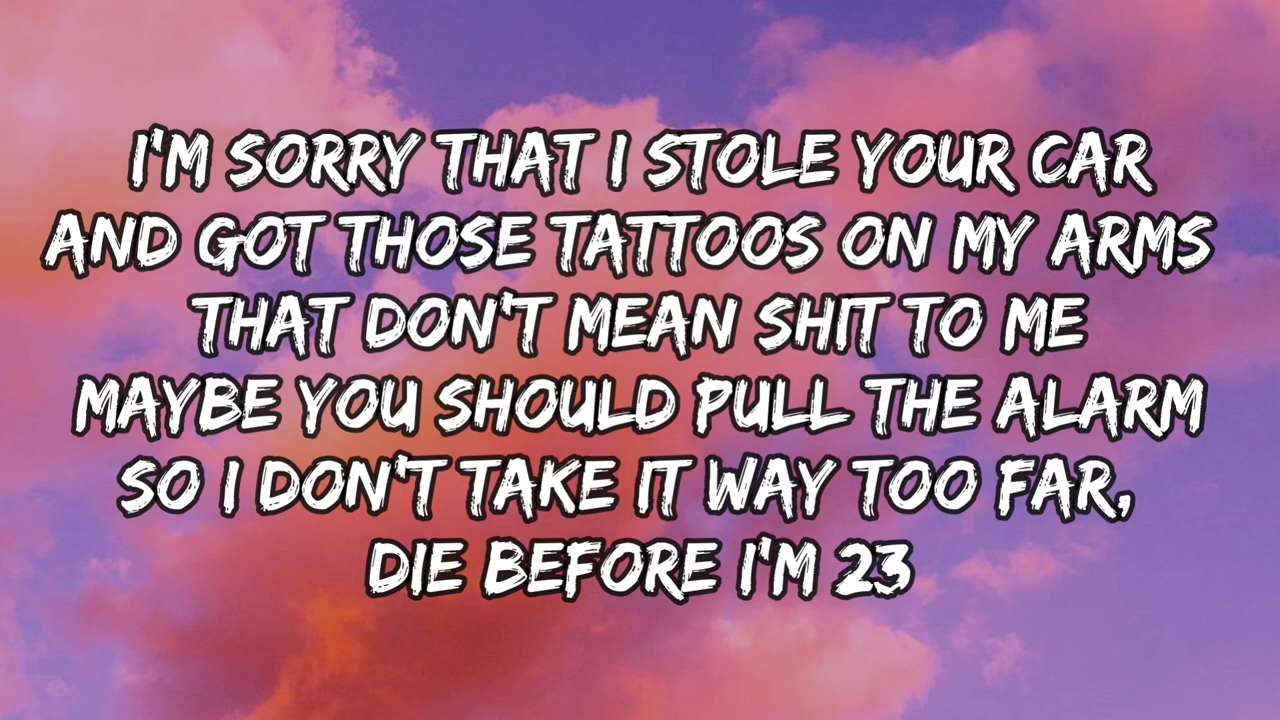 I'M SORRY THAT I STOLE YOUR CAR
AND GOT THOSE TATTOOS ON MY ARMS
THAT DON'T MEAN SHIT TO ME
MAYBE YOU SHOULD PULL THE ALARM
SO I DON'T TAKE IT WAY TOO FAR,
DIE BEFORE I'M 23